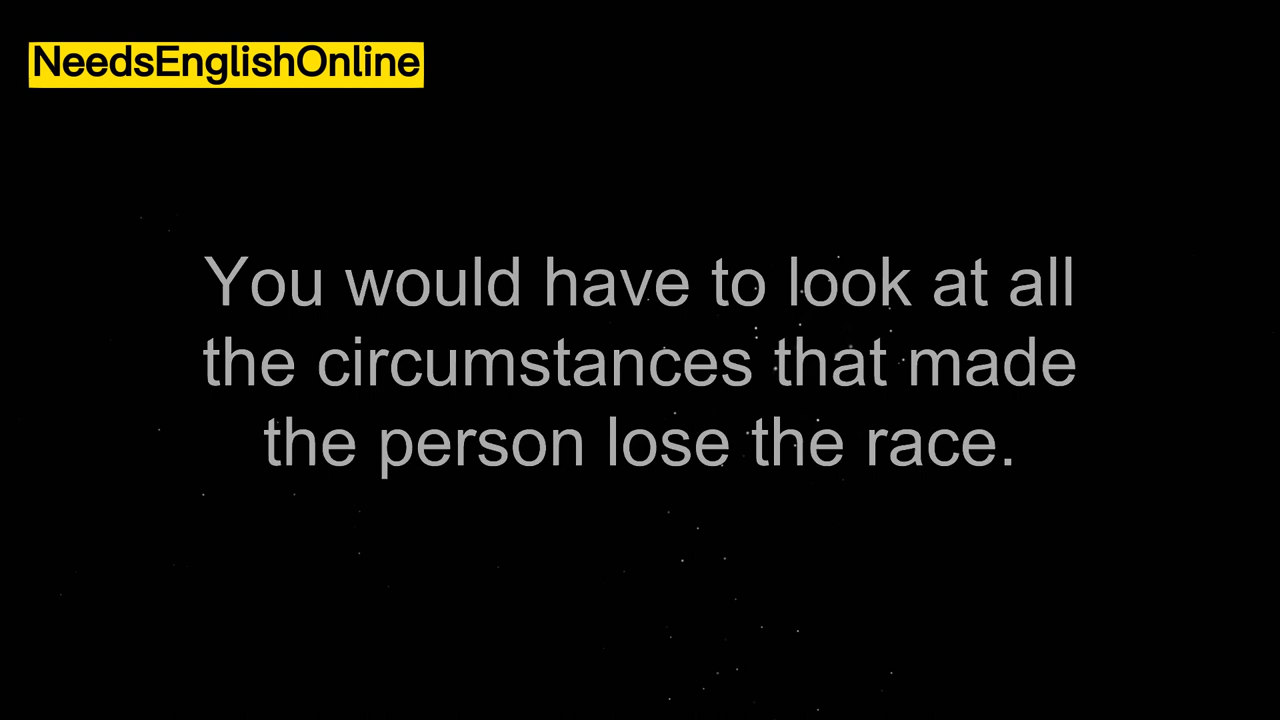 NeedsEnglishOnline
You would have to look at all
the circumstances that made
the person lose the race.